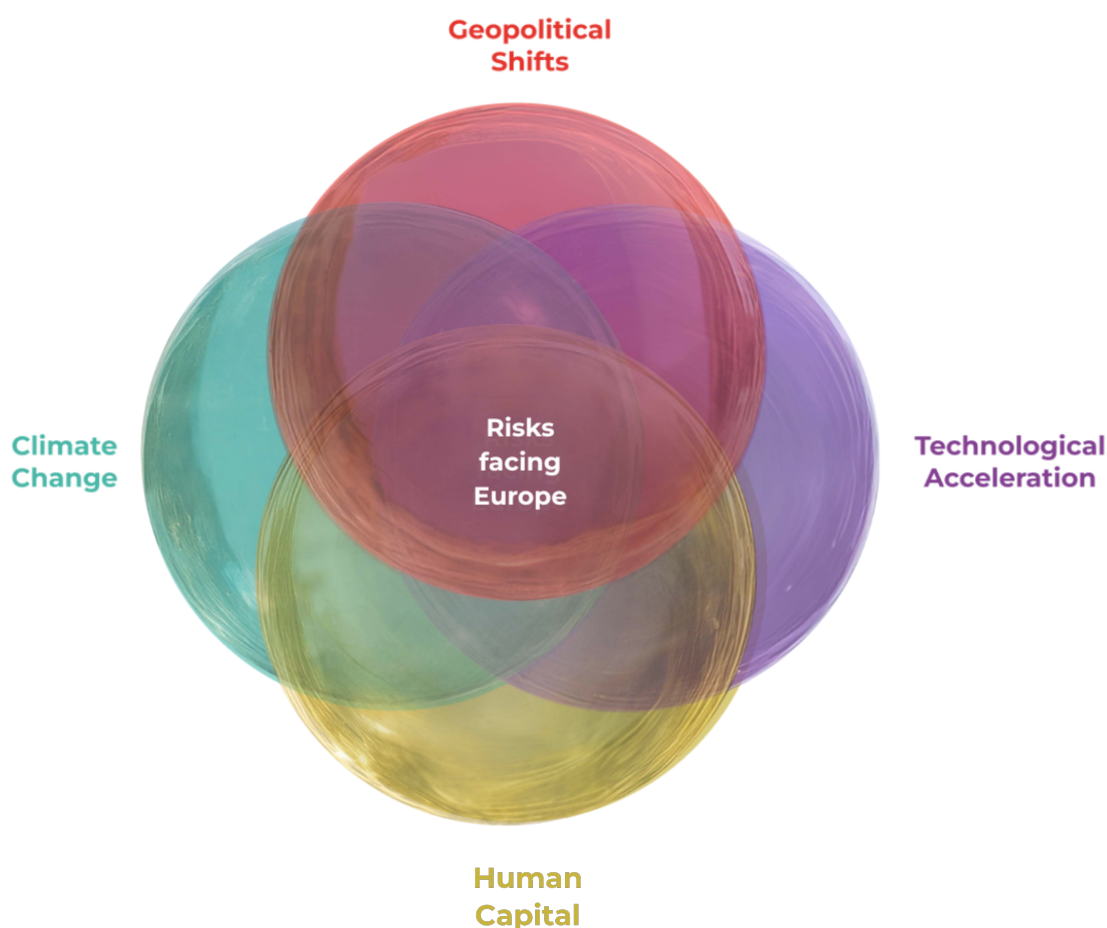 Geopolitical
Shifts
Risks
facing
Europe
Climate
Change
Technological
Acceleration
Human
Capital